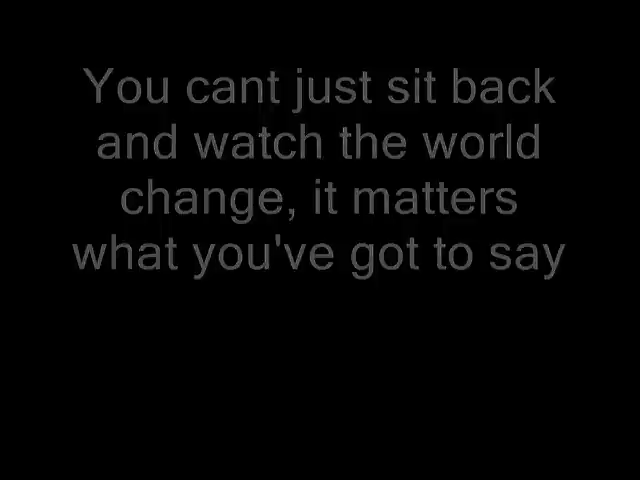 You cant just sit back
and watch the world
change, it matters
what you've got to say